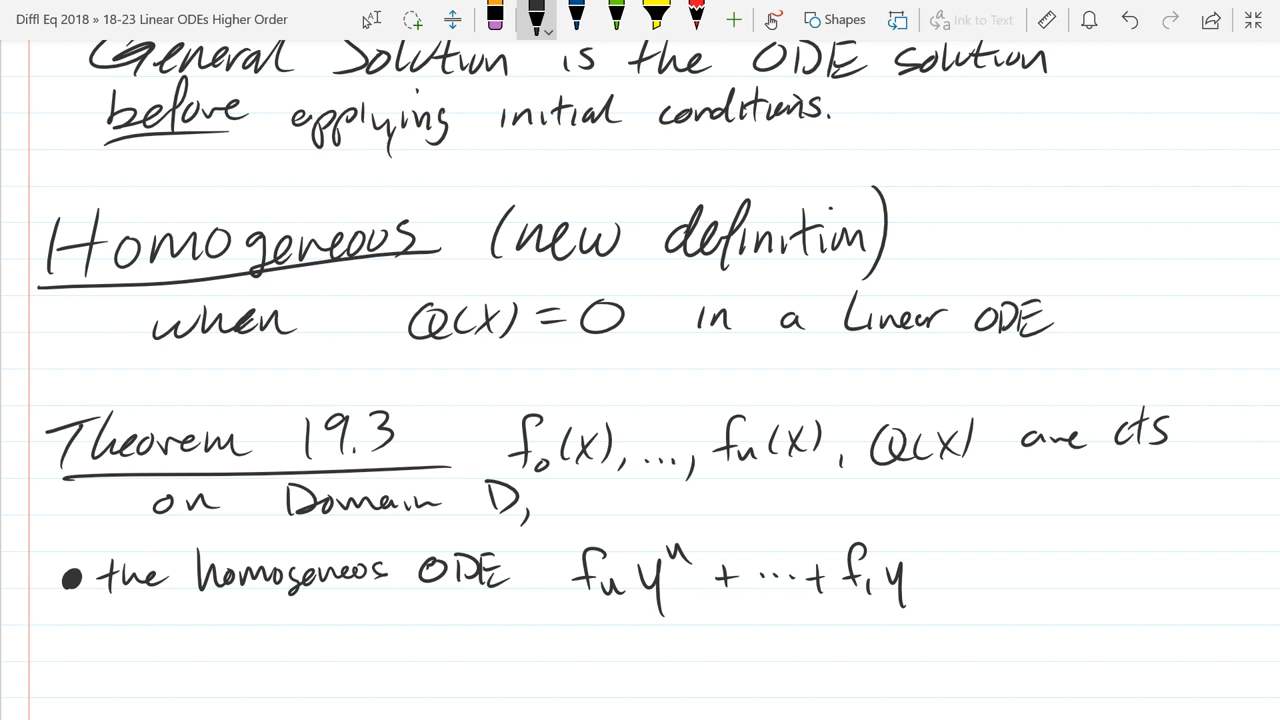 Diffl Eq 2018 » 18-23 Linear ODEs Higher Order
Shapes
Ink to Text
General Solution is the ODE solution
before applying initial conditions.
Homogeneous (new definition)
when Q(x) = 0 in a Linear ODE
Theorem 19.3 f₀(x), ..., fₙ(x), Q(x) are cts
on Domain D,
• the homogeneos ODE fₙ yⁿ + ... + f₁ y